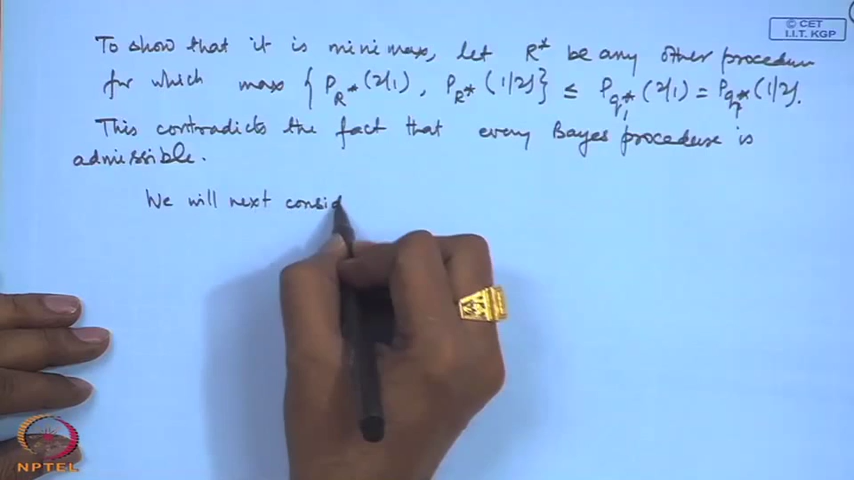 © CET
I.I.T. KGP
To show that it is minimax, let R* be any other procedure
for which max { P_R*(2/1), P_R*(1/2) } ≤ P_q₁*(2/1) = P_q₁*(1/2).
This contradicts the fact that every Bayes procedure is
admissible.
We will next consid
NPTEL